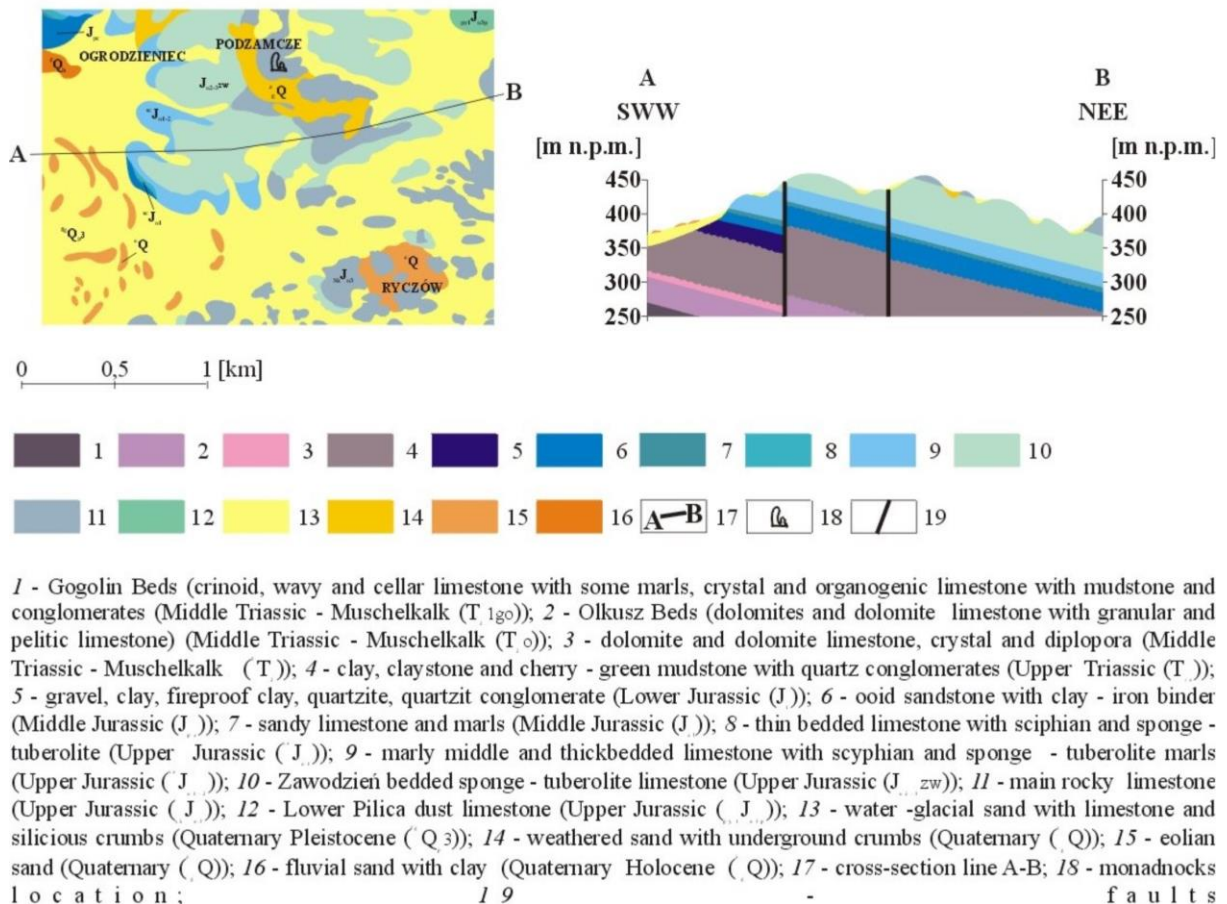 OGRODZIENIEC
PODZAMCZE
RYCZÓW
A
B
A
SWW
B
NEE
[m n.p.m.]
[m n.p.m.]
450
400
350
300
250
450
400
350
300
250
0 0,5 1 [km]
1 2 3 4 5 6 7 8 9 10
11 12 13 14 15 16 A B 17 18 19
1 - Gogolin Beds (crinoid, wavy and cellar limestone with some marls, crystal and organogenic limestone with mudstone and
conglomerates (Middle Triassic - Muschelkalk (T 1go)); 2 - Olkusz Beds (dolomites and dolomite limestone with granular and
pelitic limestone) (Middle Triassic - Muschelkalk (T o)); 3 - dolomite and dolomite limestone, crystal and diplopora (Middle
Triassic - Muschelkalk (T )); 4 - clay, claystone and cherry - green mudstone with quartz conglomerates (Upper Triassic (T ));
5 - gravel, clay, fireproof clay, quartzite, quartzit conglomerate (Lower Jurassic (J )); 6 - ooid sandstone with clay - iron binder
(Middle Jurassic (J )); 7 - sandy limestone and marls (Middle Jurassic (J )); 8 - thin bedded limestone with sciphian and sponge -
tuberolite (Upper Jurassic ( J )); 9 - marly middle and thickbedded limestone with scyphian and sponge - tuberolite marls
(Upper Jurassic ( J )); 10 - Zawodzień bedded sponge - tuberolite limestone (Upper Jurassic (J zw)); 11 - main rocky limestone
(Upper Jurassic ( J )); 12 - Lower Pilica dust limestone (Upper Jurassic ( J )); 13 - water -glacial sand with limestone and
silicious crumbs (Quaternary Pleistocene ( Q 3)); 14 - weathered sand with underground crumbs (Quaternary ( Q)); 15 - eolian
sand (Quaternary ( Q)); 16 - fluvial sand with clay (Quaternary Holocene ( Q)); 17 - cross-section line A-B; 18 - monadnocks
location; 19 - faults